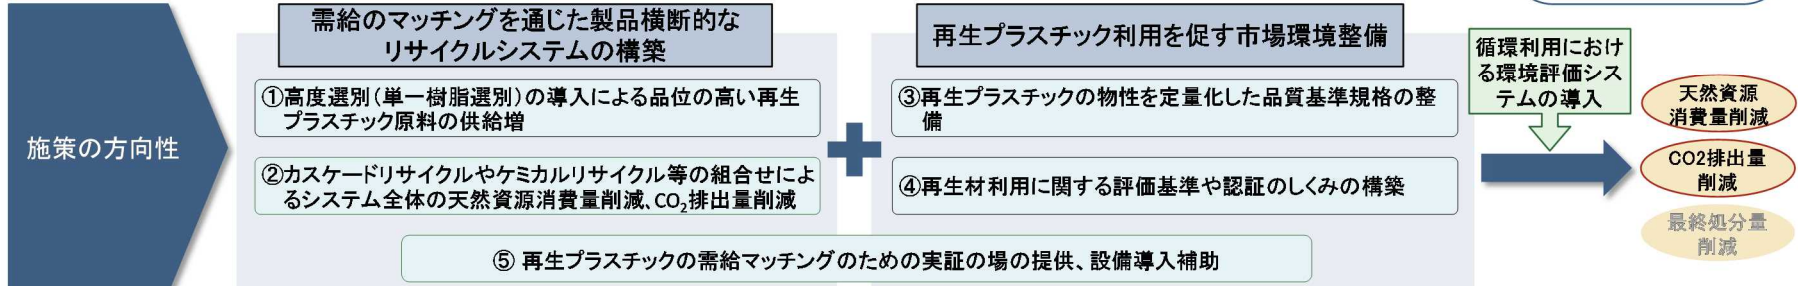 施策の方向性
需給のマッチングを通じた製品横断的な
リサイクルシステムの構築
①高度選別(単一樹脂選別)の導入による品位の高い再生
プラスチック原料の供給増
②カスケードリサイクルやケミカルリサイクル等の組合せによ
るシステム全体の天然資源消費量削減、CO₂排出量削減
再生プラスチック利用を促す市場環境整備
③再生プラスチックの物性を定量化した品質基準規格の整
備
④再生材利用に関する評価基準や認証のしくみの構築
⑤ 再生プラスチックの需給マッチングのための実証の場の提供、設備導入補助
循環利用におけ
る環境評価シス
テムの導入
天然資源
消費量削減
CO2排出量
削減
最終処分量
削減